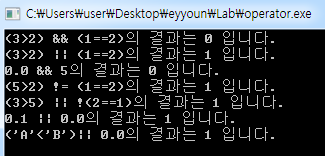 C:₩Users₩user₩Desktop₩eyyoun₩Lab₩operator.exe
(3>2) && (1==2)의 결과는 0 입니다.
(3>2) || (1==2)의 결과는 1 입니다.
0.0 && 5의 결과는 0 입니다.
(5>2) != (1==2)의 결과는 1 입니다.
(3>5) || !(2==1)의 결과는 1 입니다.
0.1 || 0.0의 결과는 1 입니다.
('A'<'B')|| 0.0의 결과는 1 입니다.